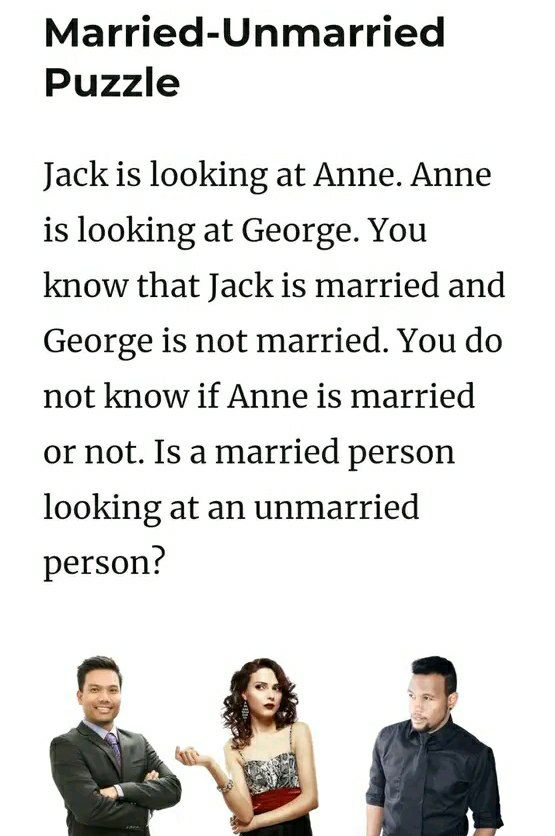 Married-Unmarried
Puzzle
Jack is looking at Anne. Anne
is looking at George. You
know that Jack is married and
George is not married. You do
not know if Anne is married
or not. Is a married person
looking at an unmarried
person?